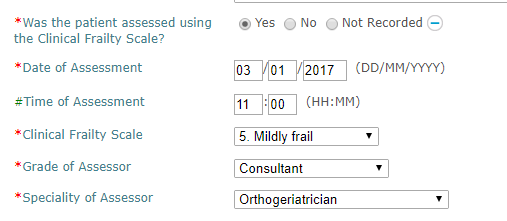 *Was the patient assessed using the Clinical Frailty Scale? Yes No Not Recorded
*Date of Assessment 03 / 01 / 2017 (DD/MM/YYYY)
#Time of Assessment 11 : 00 (HH:MM)
*Clinical Frailty Scale 5. Mildly frail
*Grade of Assessor Consultant
*Speciality of Assessor Orthogeriatrician